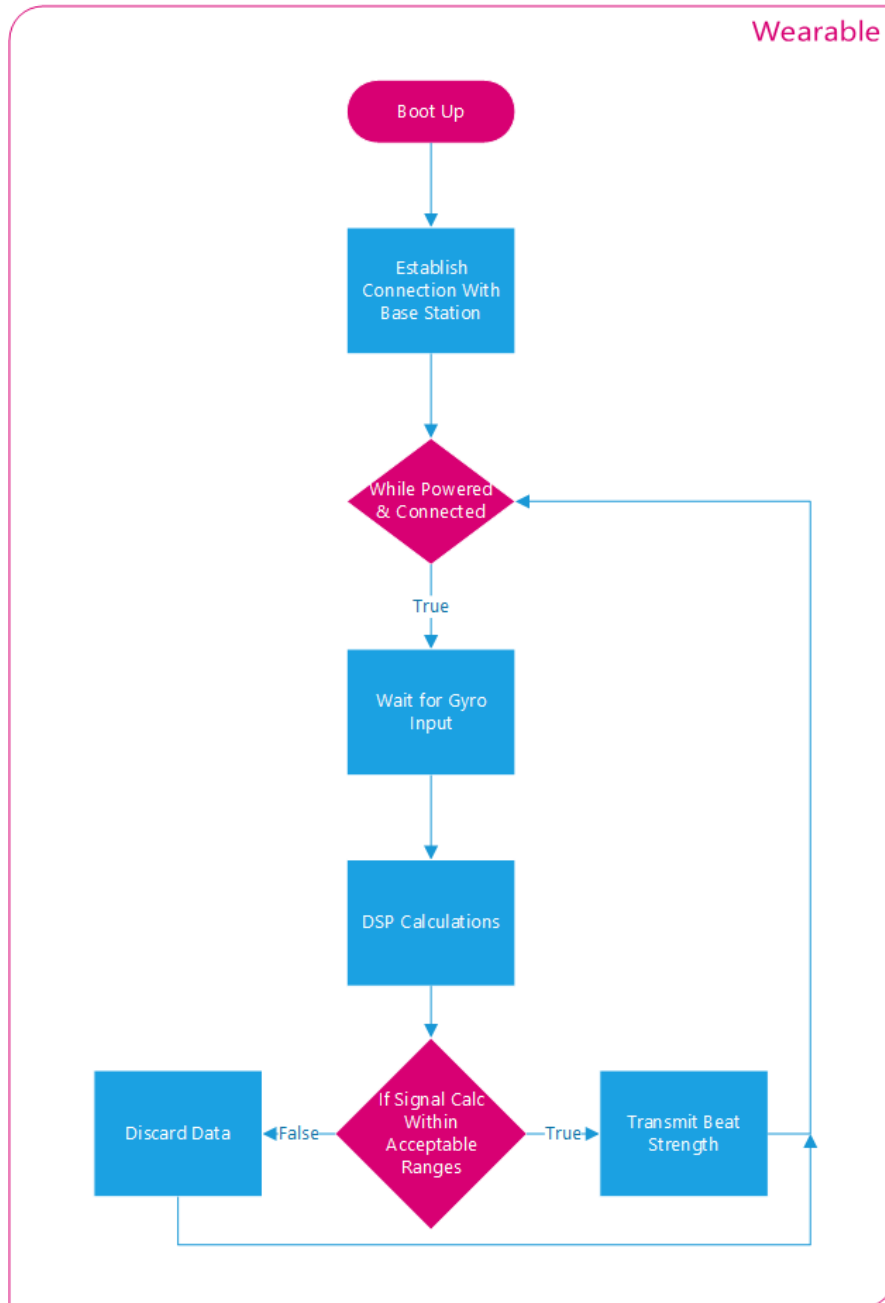 Wearable
Boot Up
Establish
Connection With
Base Station
While Powered
& Connected
True
Wait for Gyro
Input
DSP Calculations
If Signal Calc
Within
Acceptable
Ranges
False
Discard Data
True
Transmit Beat
Strength